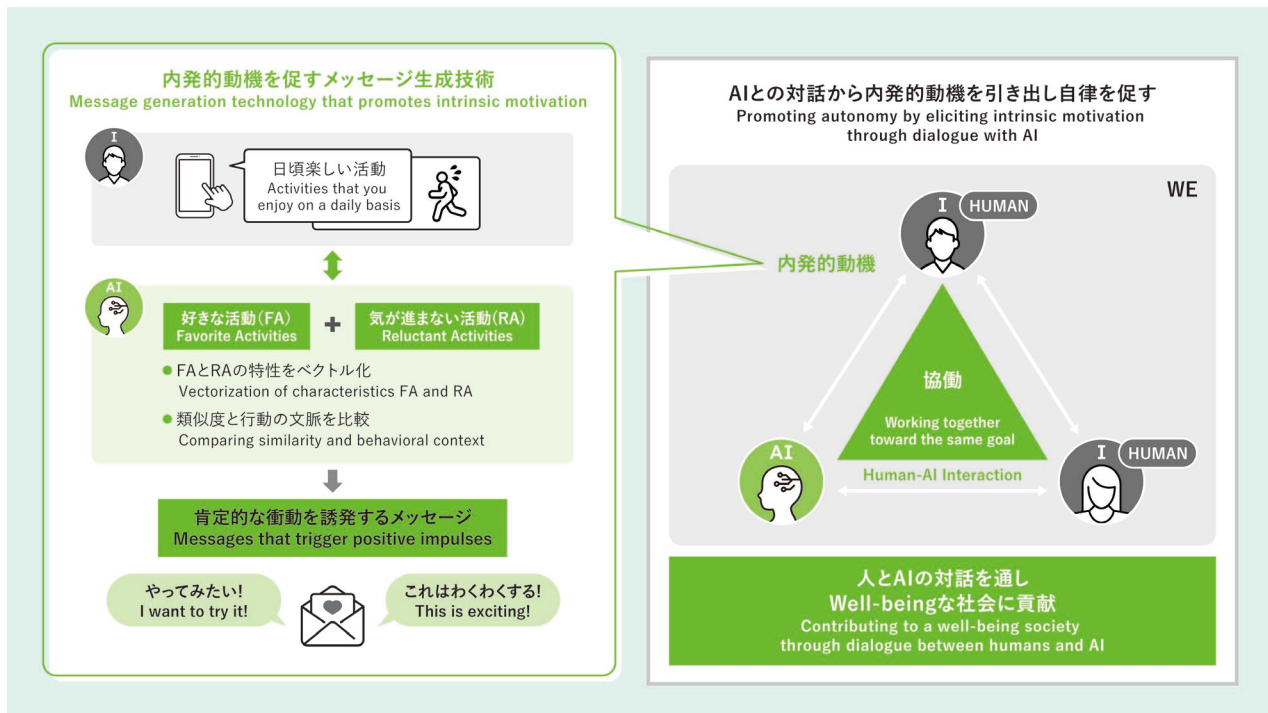 内発的動機を促すメッセージ生成技術
Message generation technology that promotes intrinsic motivation
I
日頃楽しい活動
Activities that you
enjoy on a daily basis
AI
好きな活動(FA)
Favorite Activities
+
気が進まない活動(RA)
Reluctant Activities
FAとRAの特性をベクトル化
Vectorization of characteristics FA and RA
類似度と行動の文脈を比較
Comparing similarity and behavioral context
肯定的な衝動を誘発するメッセージ
Messages that trigger positive impulses
やってみたい!
I want to try it!
これはわくわくする!
This is exciting!
AIとの対話から内発的動機を引き出し自律を促す
Promoting autonomy by eliciting intrinsic motivation
through dialogue with AI
WE
I
HUMAN
内発的動機
協働
Working together
toward the same goal
AI
Human-AI Interaction
I
HUMAN
人とAIの対話を通し
Well-beingな社会に貢献
Contributing to a well-being society
through dialogue between humans and AI